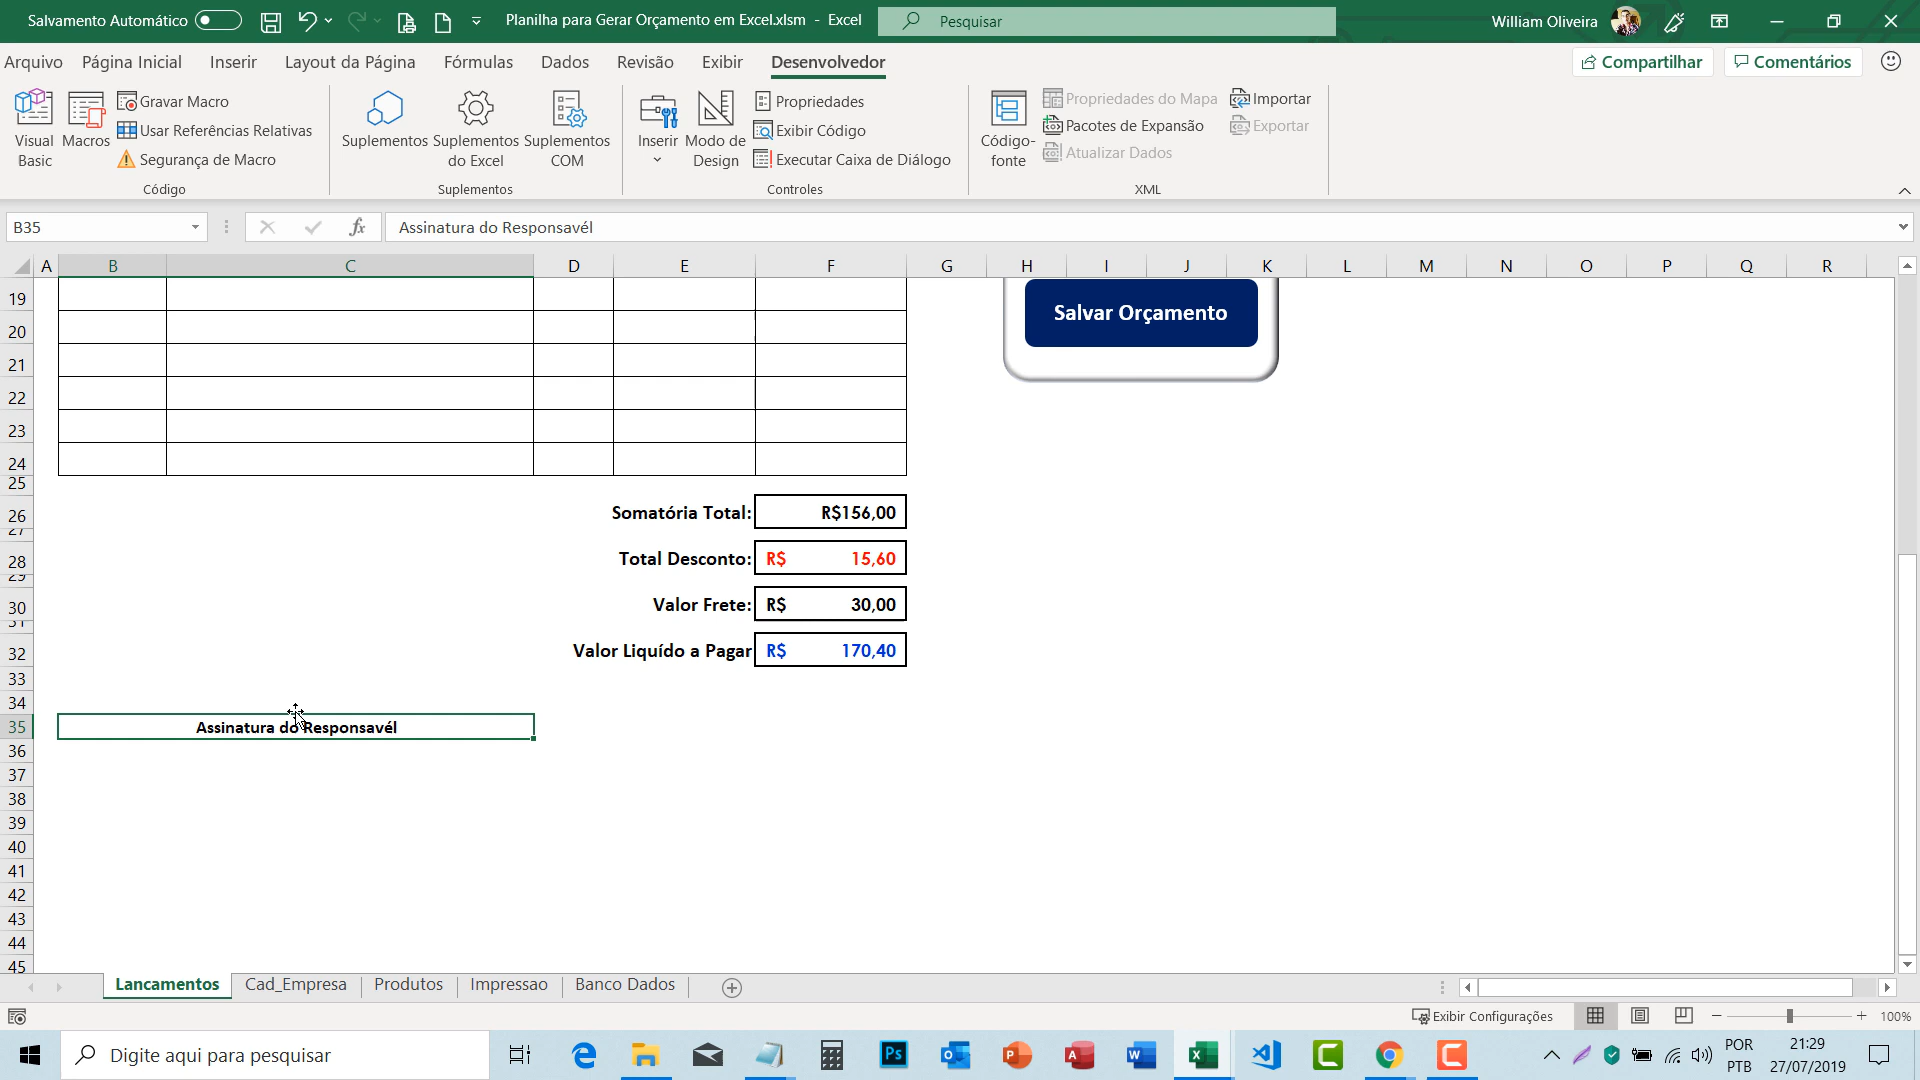 Salvamento Automático
Planilha para Gerar Orçamento em Excel.xlsm - Excel
Pesquisar
William Oliveira
Arquivo Página Inicial Inserir Layout da Página Fórmulas Dados Revisão Exibir Desenvolvedor
Compartilhar Comentários
Visual Basic
Macros
Gravar Macro
Usar Referências Relativas
Segurança de Macro
Código
Suplementos
Suplementos do Excel
Suplementos COM
Suplementos
Inserir
Modo de Design
Propriedades
Exibir Código
Executar Caixa de Diálogo
Controles
Código-fonte
Propriedades do Mapa
Pacotes de Expansão
Atualizar Dados
Importar
Exportar
XML
B35
fx
Assinatura do Responsavél
A B C D E F G H I J K L M N O P Q R
19
Salvar Orçamento
20
21
22
23
24
25
26 Somatória Total: R$156,00
27
28 Total Desconto: R$ 15,60
29
30 Valor Frete: R$ 30,00
31
32 Valor Liquído a Pagar R$ 170,40
33
34
35 Assinatura do Responsavél
36
37
38
39
40
41
42
43
44
45
Lancamentos Cad_Empresa Produtos Impressao Banco Dados
Exibir Configurações
100%
Digite aqui para pesquisar
Ps
POR
PTB
21:29
27/07/2019